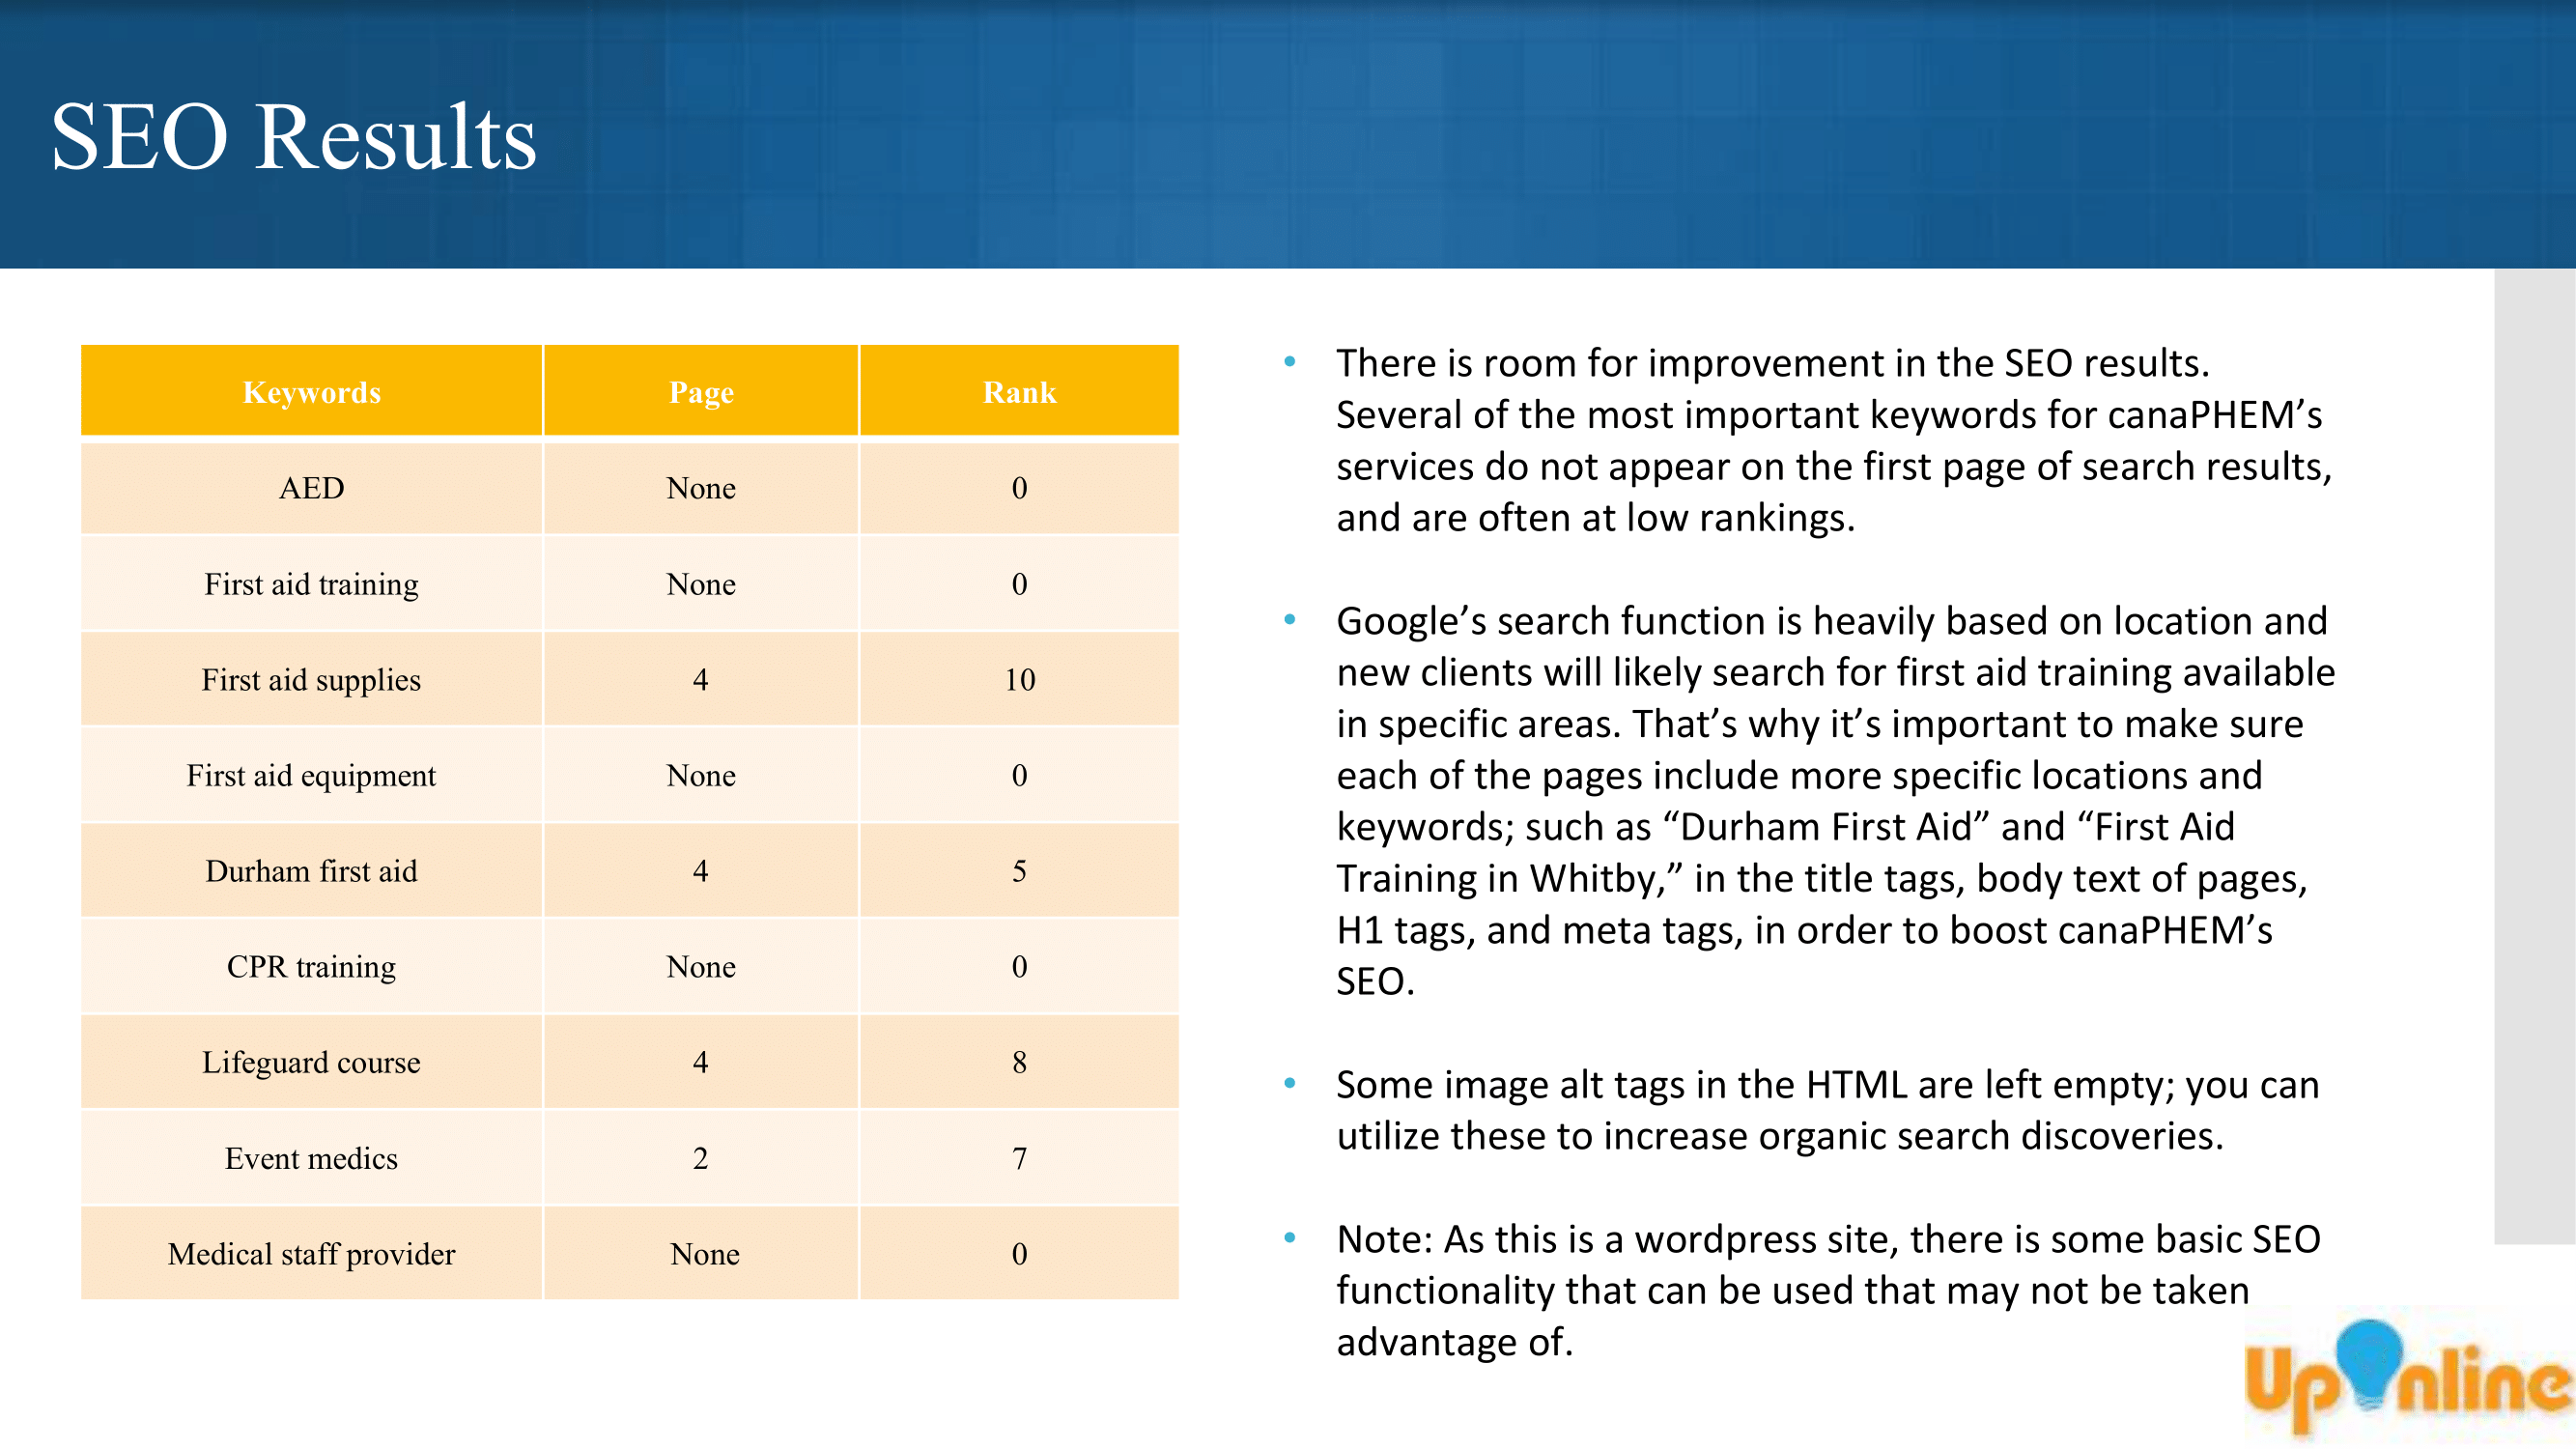 SEO Results
Keywords Page Rank
AED None 0
First aid training None 0
First aid supplies 4 10
First aid equipment None 0
Durham first aid 4 5
CPR training None 0
Lifeguard course 4 8
Event medics 2 7
Medical staff provider None 0
• There is room for improvement in the SEO results.
Several of the most important keywords for canaPHEM’s
services do not appear on the first page of search results,
and are often at low rankings.
• Google’s search function is heavily based on location and
new clients will likely search for first aid training available
in specific areas. That’s why it’s important to make sure
each of the pages include more specific locations and
keywords; such as “Durham First Aid” and “First Aid
Training in Whitby,” in the title tags, body text of pages,
H1 tags, and meta tags, in order to boost canaPHEM’s
SEO.
• Some image alt tags in the HTML are left empty; you can
utilize these to increase organic search discoveries.
• Note: As this is a wordpress site, there is some basic SEO
functionality that can be used that may not be taken
advantage of.
UpOnline